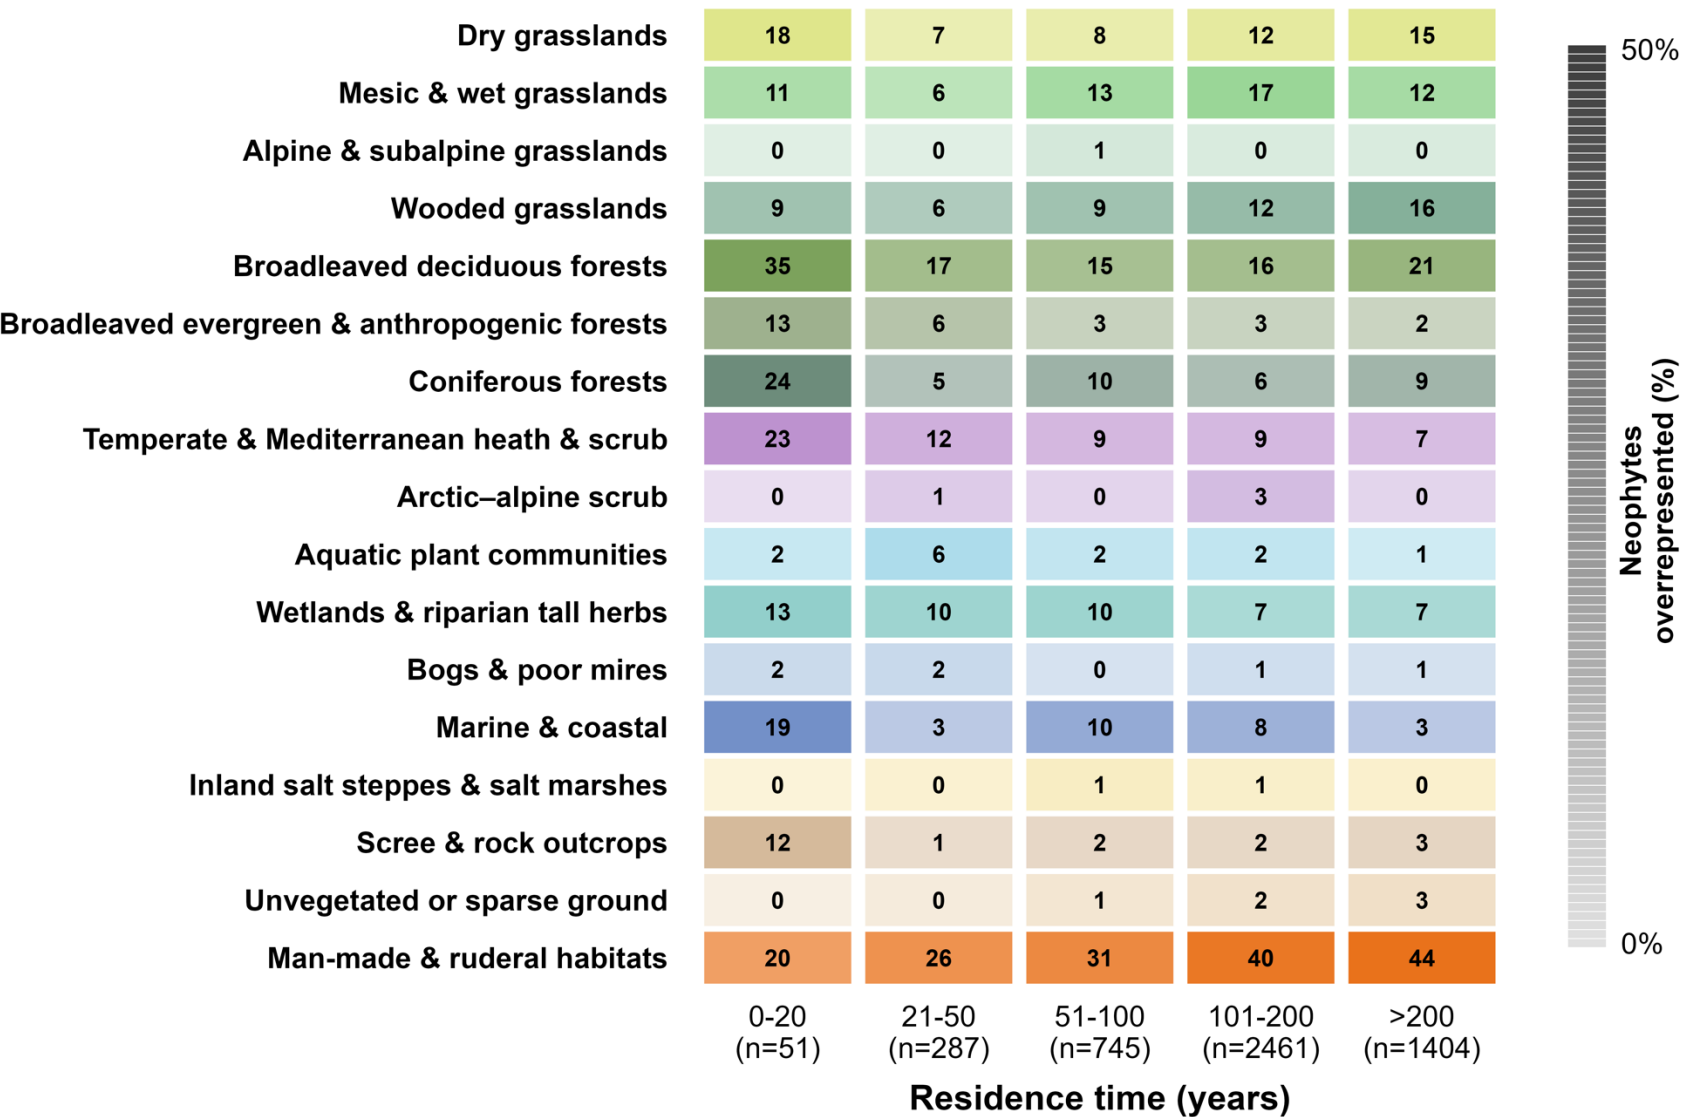 Dry grasslands 18 7 8 12 15
Mesic & wet grasslands 11 6 13 17 12
Alpine & subalpine grasslands 0 0 1 0 0
Wooded grasslands 9 6 9 12 16
Broadleaved deciduous forests 35 17 15 16 21
Broadleaved evergreen & anthropogenic forests 13 6 3 3 2
Coniferous forests 24 5 10 6 9
Temperate & Mediterranean heath & scrub 23 12 9 9 7
Arctic–alpine scrub 0 1 0 3 0
Aquatic plant communities 2 6 2 2 1
Wetlands & riparian tall herbs 13 10 10 7 7
Bogs & poor mires 2 2 0 1 1
Marine & coastal 19 3 10 8 3
Inland salt steppes & salt marshes 0 0 1 1 0
Scree & rock outcrops 12 1 2 2 3
Unvegetated or sparse ground 0 0 1 2 3
Man-made & ruderal habitats 20 26 31 40 44
0-20 21-50 51-100 101-200 >200
(n=51) (n=287) (n=745) (n=2461) (n=1404)
Residence time (years)
50%
0%
Neophytes
overrepresented (%)